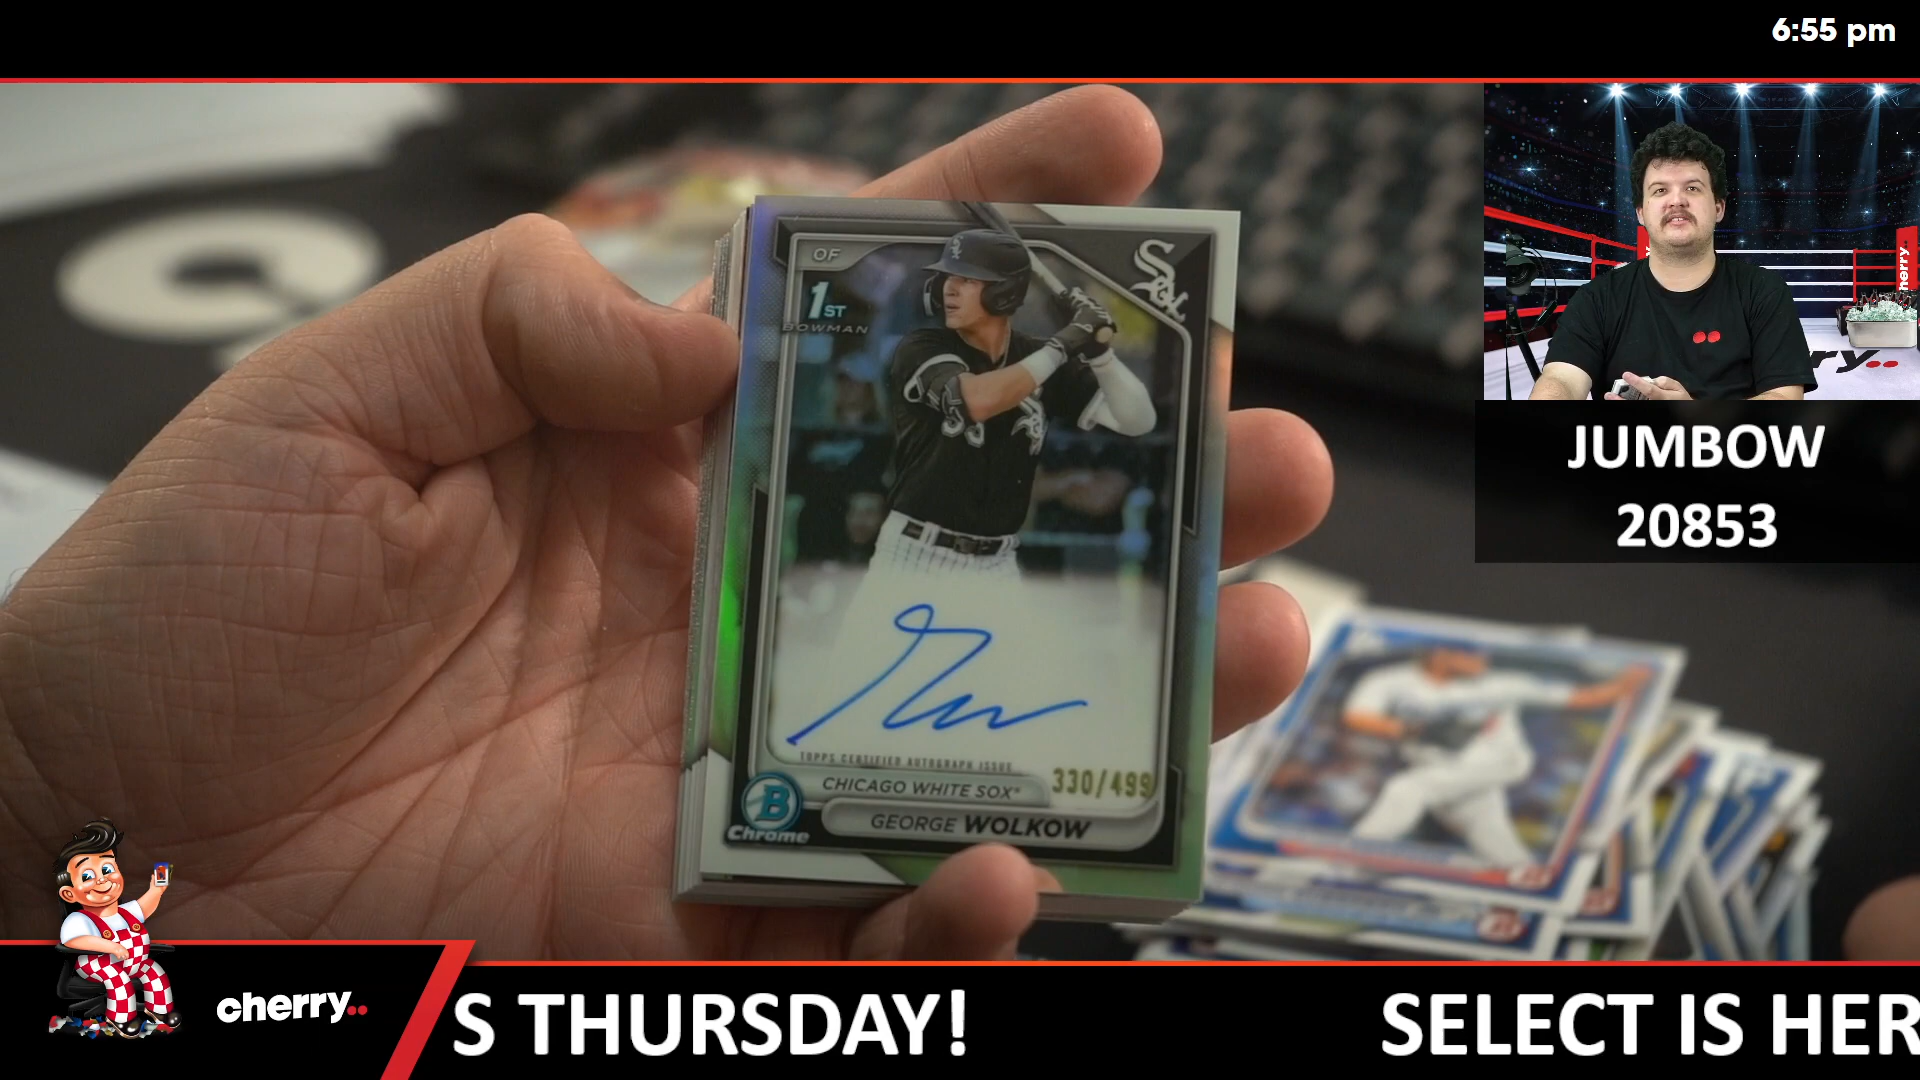 6:55 pm
OF
1ST
BOWMAN
TOPPS CERTIFIED AUTOGRAPH ISSUE
CHICAGO WHITE SOX
330/499
GEORGE WOLKOW
B
Chrome
JUMBOW
20853
cherry..
S THURSDAY!
SELECT IS HER